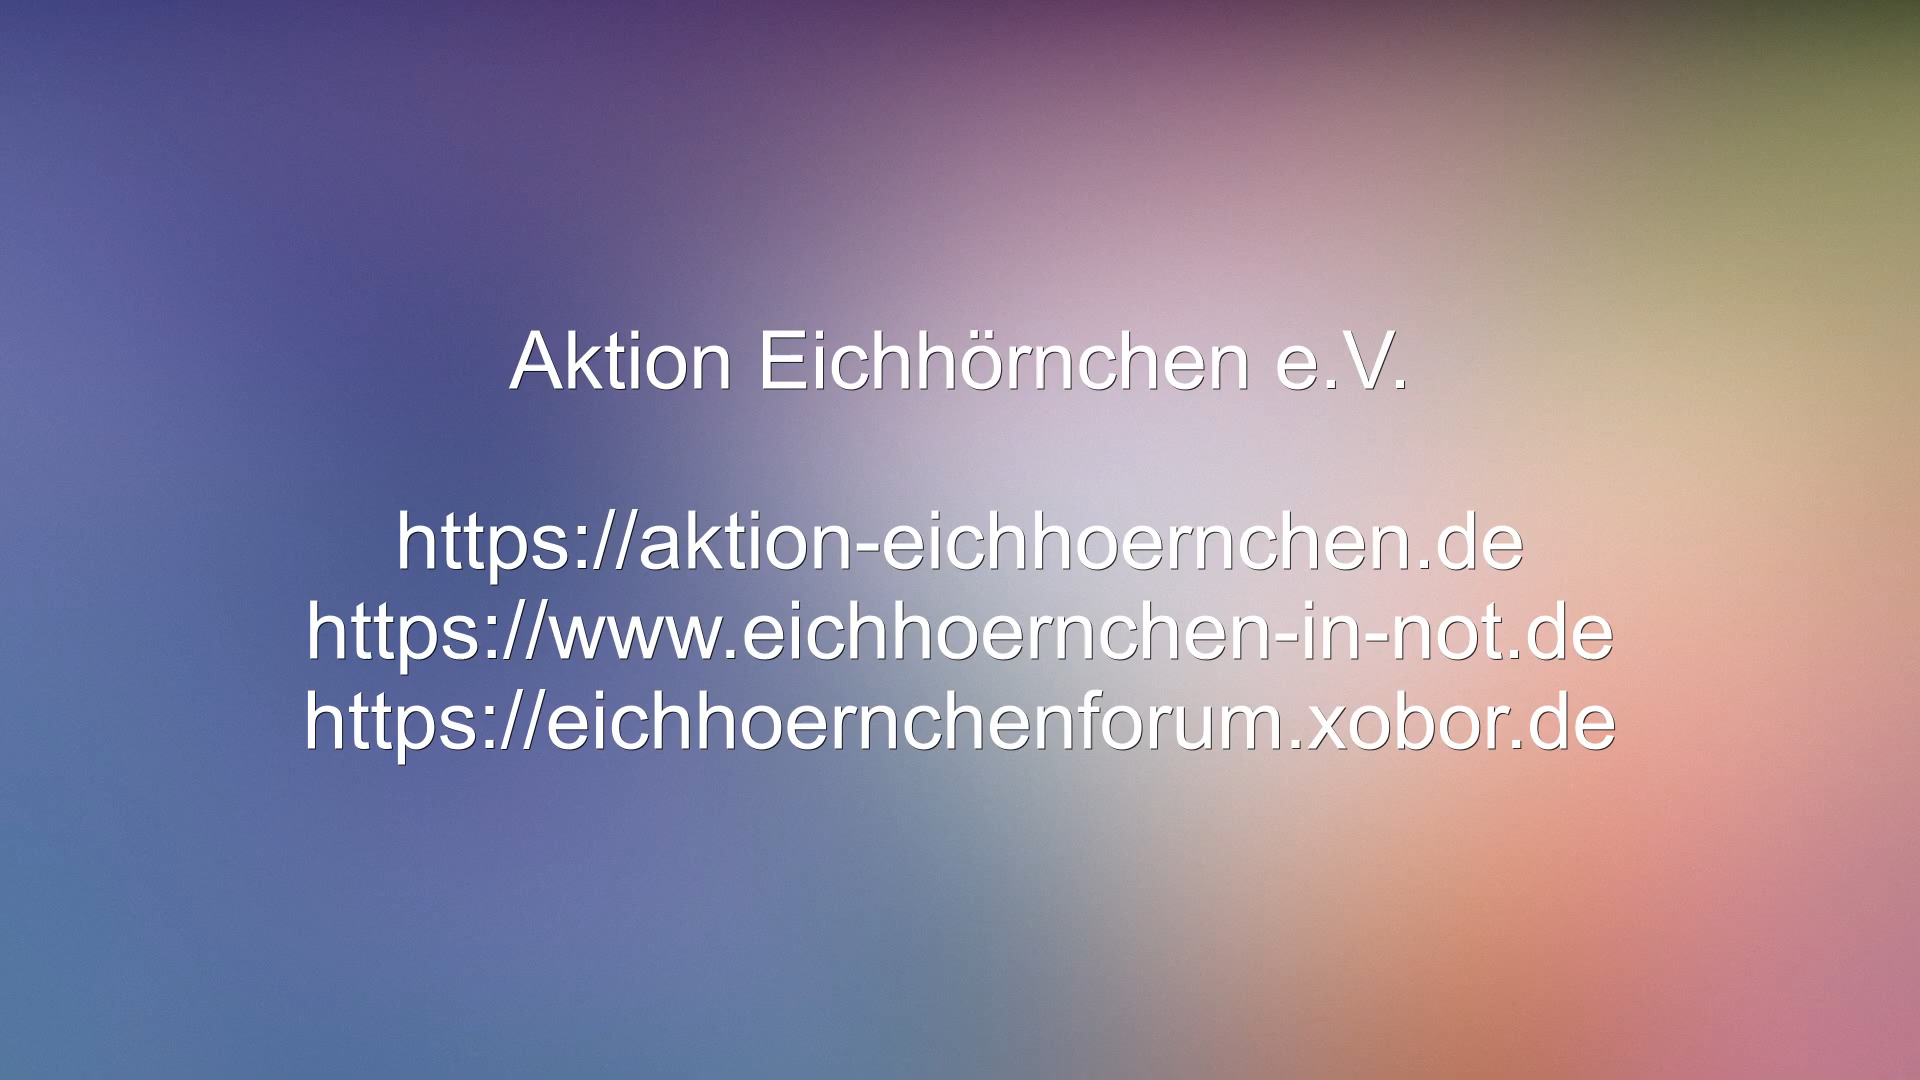 Aktion Eichhörnchen e.V.
https://aktion-eichhoernchen.de
https://www.eichhoernchen-in-not.de
https://eichhoernchenforum.xobor.de